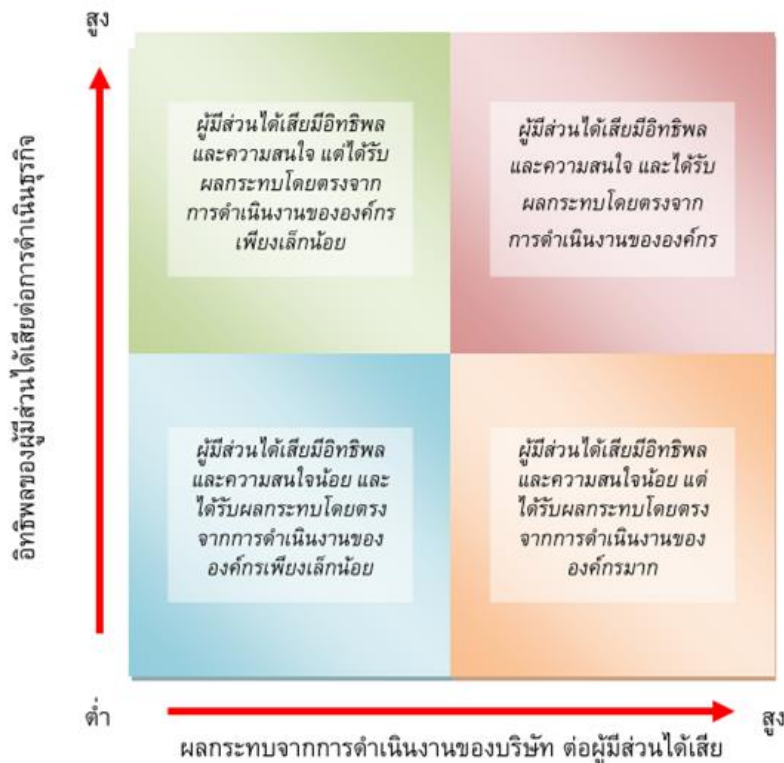 สูง
อิทธิพลของผู้มีส่วนได้เสียต่อการดำเนินธุรกิจ
ผู้มีส่วนได้เสียมีอิทธิพล
และความสนใจ แต่ได้รับ
ผลกระทบโดยตรงจาก
การดำเนินงานขององค์กร
เพียงเล็กน้อย
ผู้มีส่วนได้เสียมีอิทธิพล
และความสนใจ และได้รับ
ผลกระทบโดยตรงจาก
การดำเนินงานขององค์กร
ผู้มีส่วนได้เสียมีอิทธิพล
และความสนใจน้อย และ
ได้รับผลกระทบโดยตรง
จากการดำเนินงานของ
องค์กรเพียงเล็กน้อย
ผู้มีส่วนได้เสียมีอิทธิพล
และความสนใจน้อย แต่
ได้รับผลกระทบโดยตรง
จากการดำเนินงานของ
องค์กรมาก
ต่ำ
สูง
ผลกระทบจากการดำเนินงานของบริษัท ต่อผู้มีส่วนได้เสีย